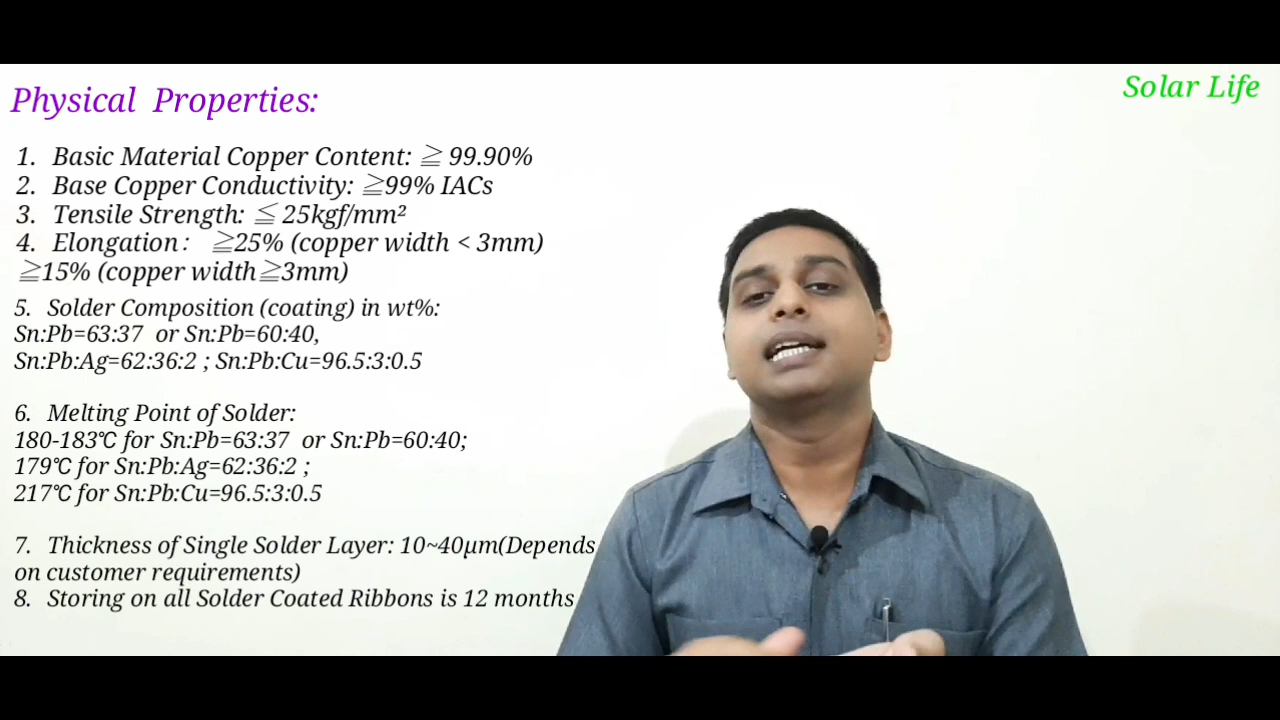 Physical Properties:
Solar Life
1. Basic Material Copper Content: ≧ 99.90%
2. Base Copper Conductivity: ≧99% IACs
3. Tensile Strength: ≦ 25kgf/mm²
4. Elongation： ≧25% (copper width < 3mm)
≧15% (copper width≧3mm)
5. Solder Composition (coating) in wt%:
Sn:Pb=63:37 or Sn:Pb=60:40,
Sn:Pb:Ag=62:36:2 ; Sn:Pb:Cu=96.5:3:0.5
6. Melting Point of Solder:
180-183℃ for Sn:Pb=63:37 or Sn:Pb=60:40;
179℃ for Sn:Pb:Ag=62:36:2 ;
217℃ for Sn:Pb:Cu=96.5:3:0.5
7. Thickness of Single Solder Layer: 10~40μm(Depends
on customer requirements)
8. Storing on all Solder Coated Ribbons is 12 months